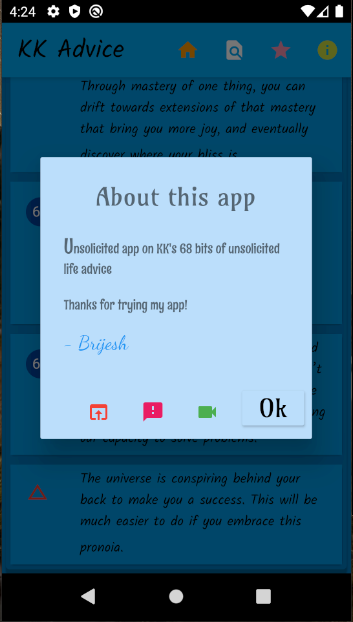 4:24
KK Advice
Through mastery of one thing, you can
drift towards extensions of that mastery
that bring you more joy, and eventually
discover where your bliss is
6
About this app
Unsolicited app on KK's 68 bits of unsolicited
life advice
Thanks for trying my app!
- Brijesh
6
Ok
our capacity to solve problems.
The universe is conspiring behind your
back to make you a success. This will be
much easier to do if you embrace this
pronoia.